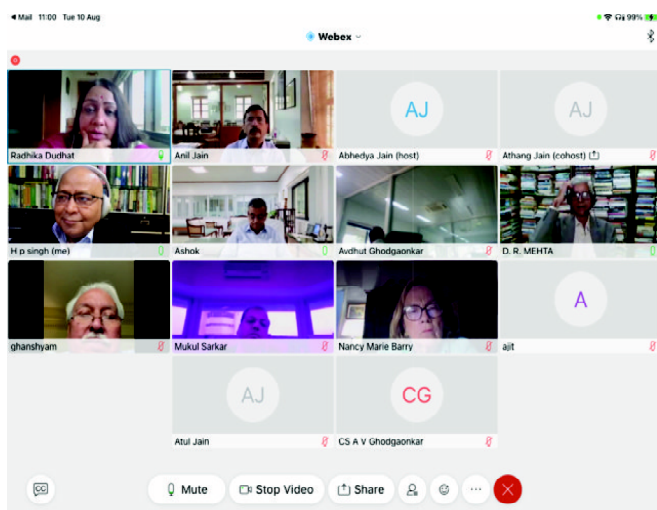 Mail 11:00 Tue 10 Aug 99%
Webex
AJ AJ
Radhika Dudhat Anil Jain Abhedya Jain (host) Athang Jain (cohost)
H p singh (me) Ashok Avdhut Ghodgaonkar D. R. MEHTA
A
ghanshyam Mukul Sarkar Nancy Marie Barry ajit
AJ CG
Atul Jain CS A V Ghodgaonkar
CC Mute Stop Video Share